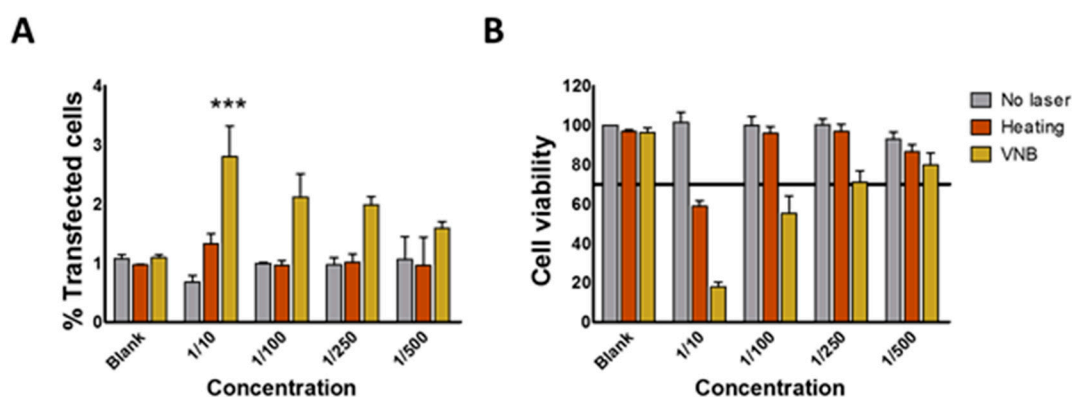 A
B
% Transfected cells
4
3
2
1
0
***
Blank
1/10
1/100
1/250
1/500
Concentration
Cell viability
120
100
80
60
40
20
0
Blank
1/10
1/100
1/250
1/500
Concentration
No laser
Heating
VNB